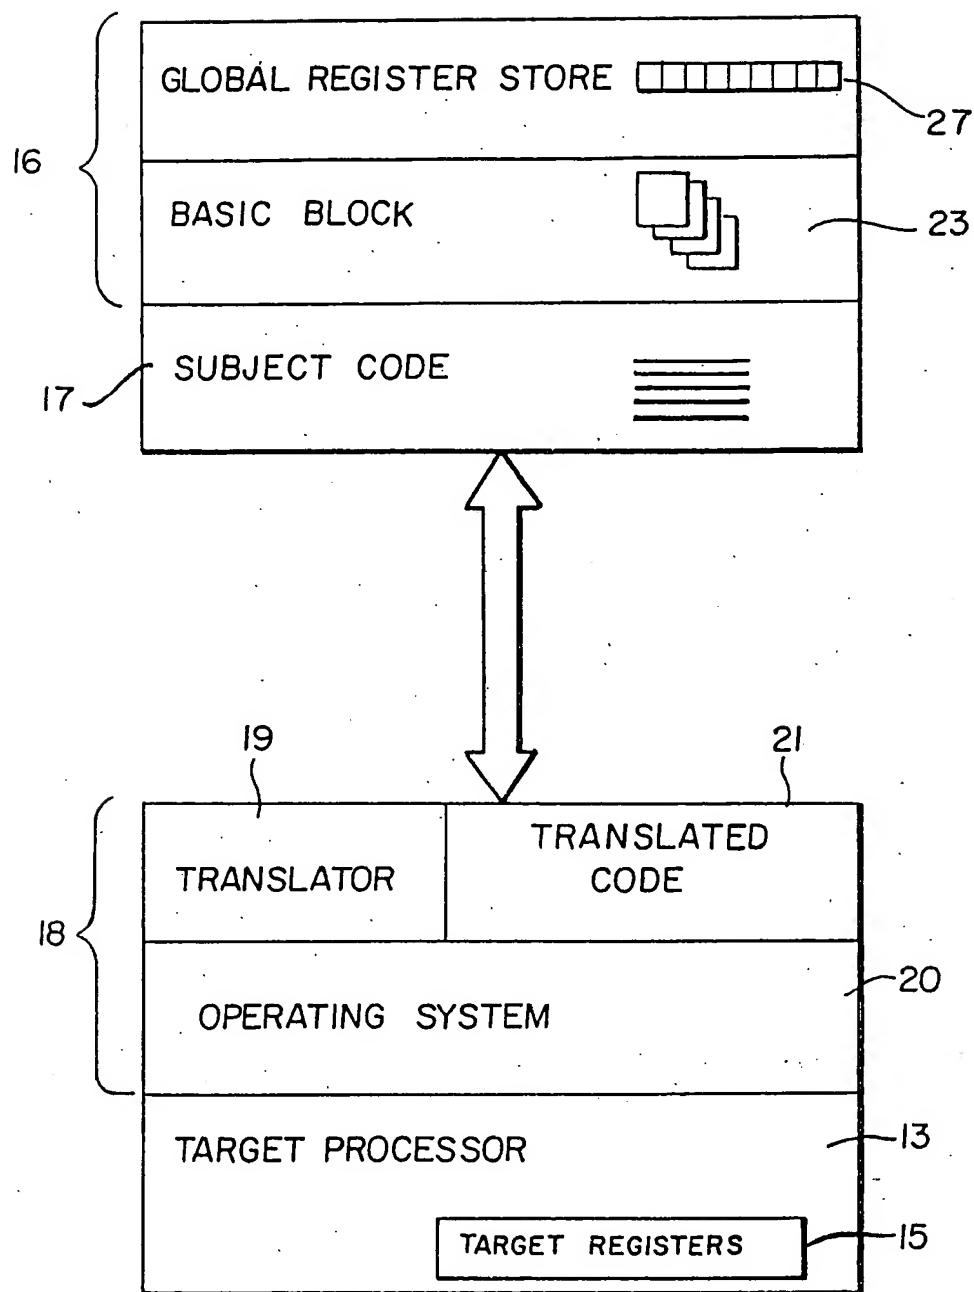 GLOBAL REGISTER STORE
27
16
BASIC BLOCK
23
SUBJECT CODE
17
19
21
TRANSLATOR
TRANSLATED
CODE
18
OPERATING SYSTEM
20
TARGET PROCESSOR
13
TARGET REGISTERS
15